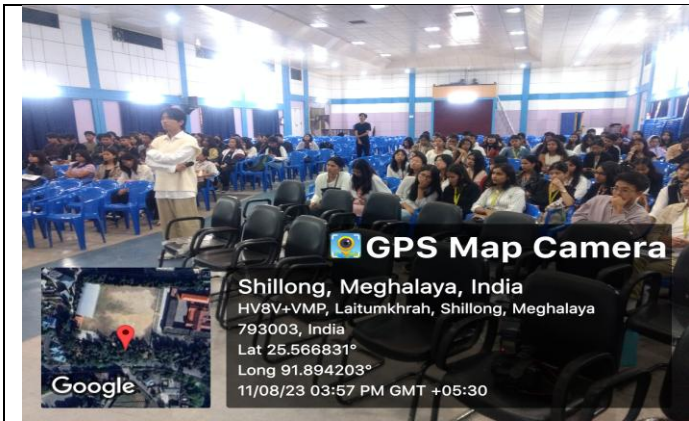 GPS Map Camera
Shillong, Meghalaya, India
HV8V+VMP, Laitumkhrah, Shillong, Meghalaya
793003, India
Lat 25.566831°
Long 91.894203°
11/08/23 03:57 PM GMT +05:30
Google